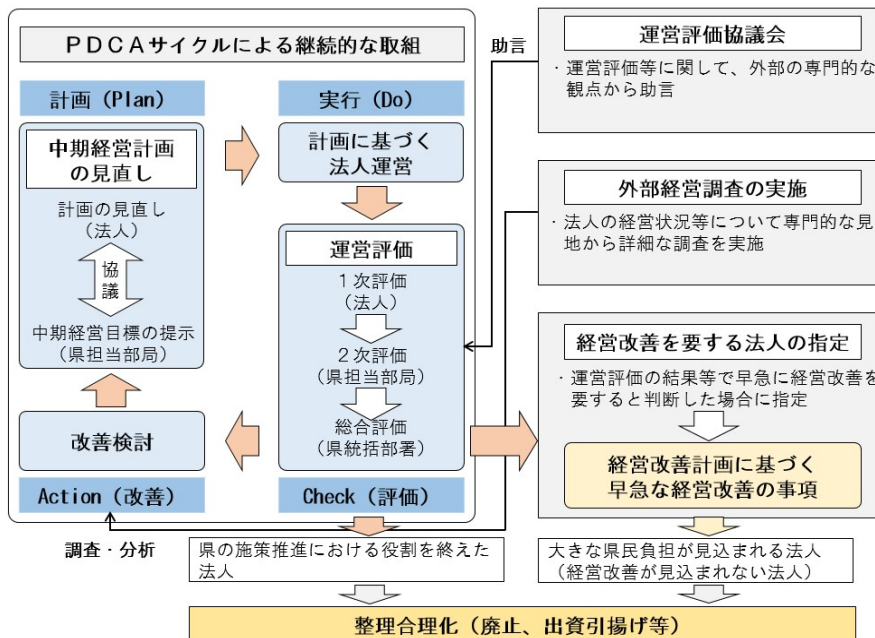 PDCAサイクルによる継続的な取組
計画(Plan)
中期経営計画
の見直し
計画の見直し
(法人)
協
議
中期経営目標の提示
(県担当部局)
改善検討
Action(改善)
実行(Do)
計画に基づく
法人運営
運営評価
1次評価
(法人)
2次評価
(県担当部局)
総合評価
(県統括部署)
Check(評価)
助言
調査・分析
運営評価協議会
・運営評価等に関して、外部の専門的な
観点から助言
外部経営調査の実施
・法人の経営状況等について専門的な見
地から詳細な調査を実施
経営改善を要する法人の指定
・運営評価の結果等で早急に経営改善を
要すると判断した場合に指定
経営改善計画に基づく
早急な経営改善の事項
県の施策推進における役割を終えた
法人
大きな県民負担が見込まれる法人
(経営改善が見込まれない法人)
整理合理化(廃止、出資引揚げ等)